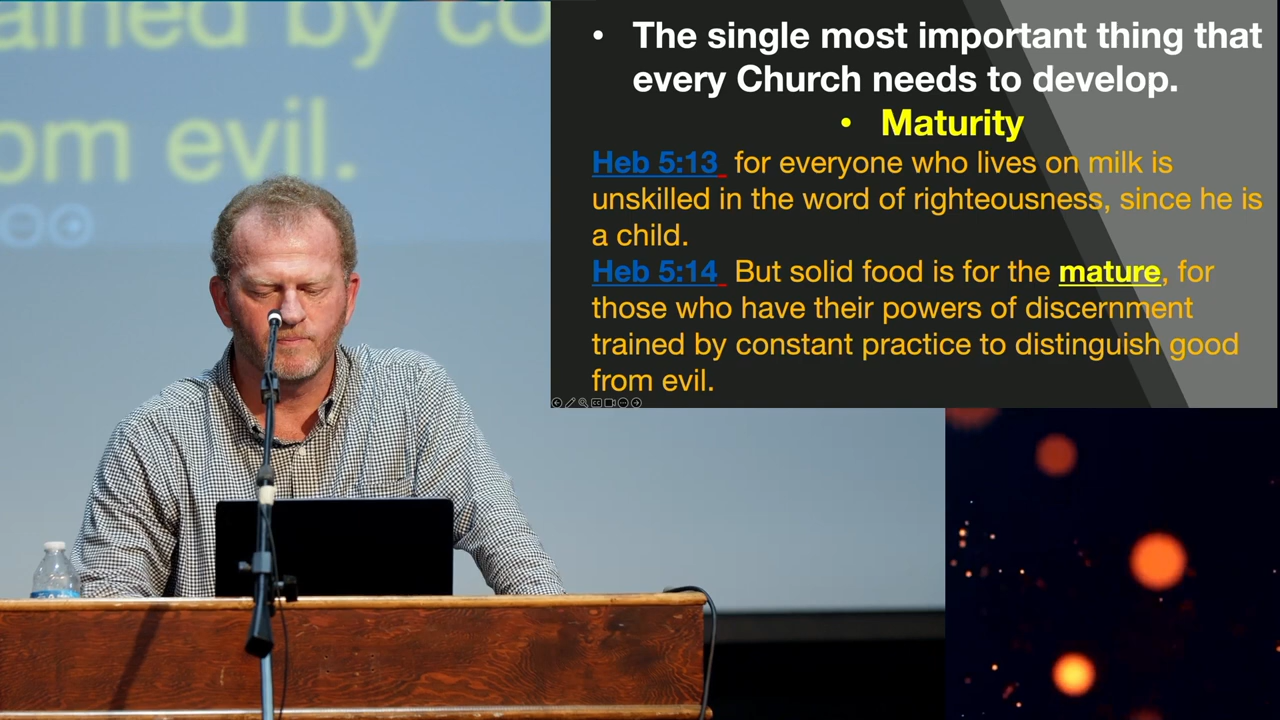 ained by co
om evil.
• The single most important thing that
every Church needs to develop.
• Maturity
Heb 5:13 for everyone who lives on milk is
unskilled in the word of righteousness, since he is
a child.
Heb 5:14 But solid food is for the mature, for
those who have their powers of discernment
trained by constant practice to distinguish good
from evil.